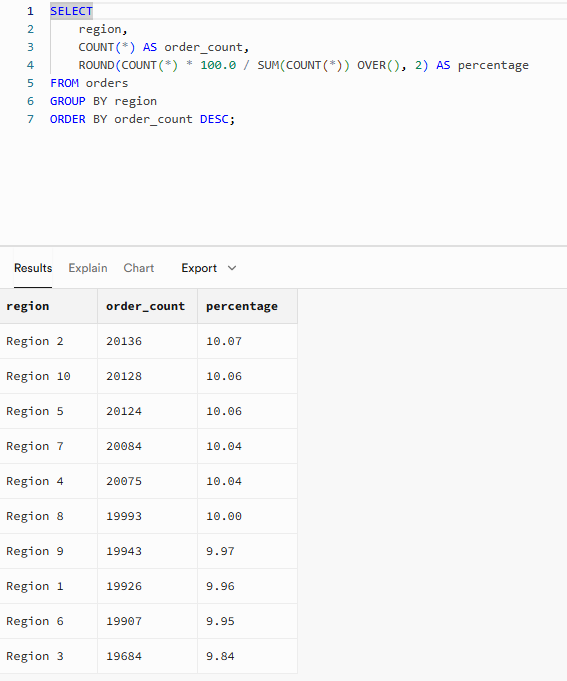 1 SELECT
2     region,
3     COUNT(*) AS order_count,
4     ROUND(COUNT(*) * 100.0 / SUM(COUNT(*)) OVER(), 2) AS percentage
5 FROM orders
6 GROUP BY region
7 ORDER BY order_count DESC;
Results Explain Chart Export
region order_count percentage
Region 2 20136 10.07
Region 10 20128 10.06
Region 5 20124 10.06
Region 7 20084 10.04
Region 4 20075 10.04
Region 8 19993 10.00
Region 9 19943 9.97
Region 1 19926 9.96
Region 6 19907 9.95
Region 3 19684 9.84